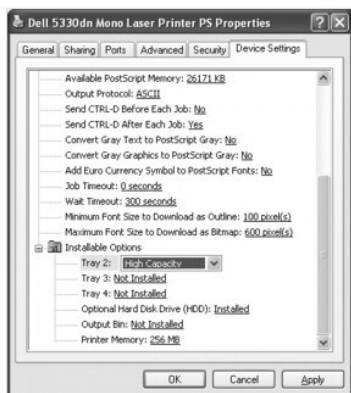 Dell 5330dn Mono Laser Printer PS Properties
General Sharing Ports Advanced Security Device Settings
Available PostScript Memory: 26171 KB
Output Protocol: ASCII
Send CTRL-D Before Each Job: No
Send CTRL-D After Each Job: Yes
Convert Gray Text to PostScript Gray: No
Convert Gray Graphics to PostScript Gray: No
Add Euro Currency Symbol to PostScript Fonts: No
Job Timeout: 0 seconds
Wait Timeout: 300 seconds
Minimum Font Size to Download as Outline: 100 pixel(s)
Maximum Font Size to Download as Bitmap: 600 pixel(s)
Installable Options
Tray 2: High Capacity
Tray 3: Not Installed
Tray 4: Not Installed
Optional Hard Disk Drive (HDD): Installed
Output Bin: Not Installed
Printer Memory: 256 MB
OK Cancel Apply